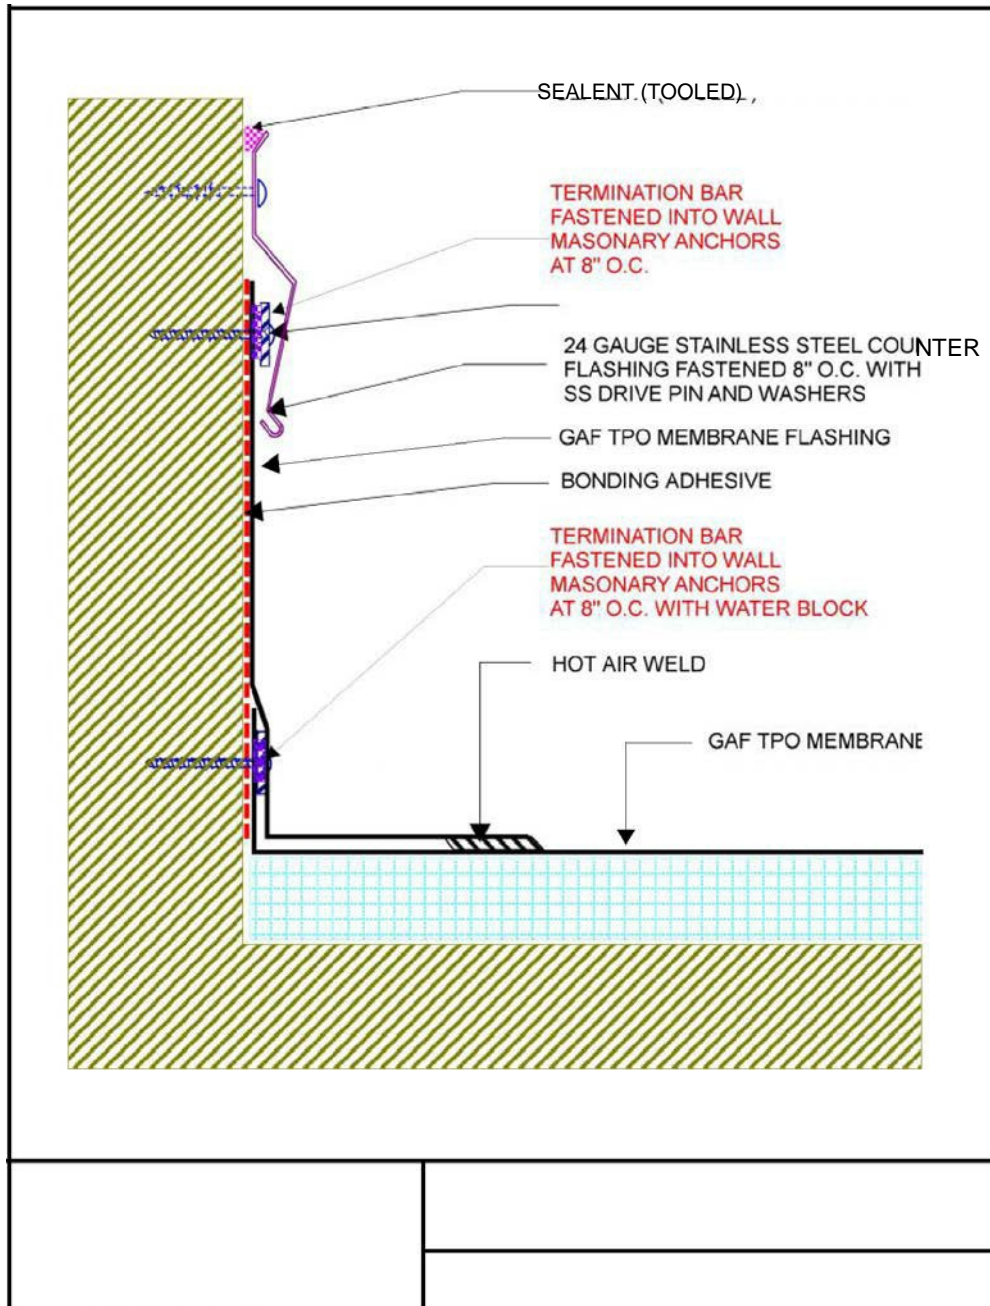 SEALENT (TOOLED)
TERMINATION BAR
FASTENED INTO WALL
MASONARY ANCHORS
AT 8" O.C.
24 GAUGE STAINLESS STEEL COUNTER
FLASHING FASTENED 8" O.C. WITH
SS DRIVE PIN AND WASHERS
GAF TPO MEMBRANE FLASHING
BONDING ADHESIVE
TERMINATION BAR
FASTENED INTO WALL
MASONARY ANCHORS
AT 8" O.C. WITH WATER BLOCK
HOT AIR WELD
GAF TPO MEMBRANE